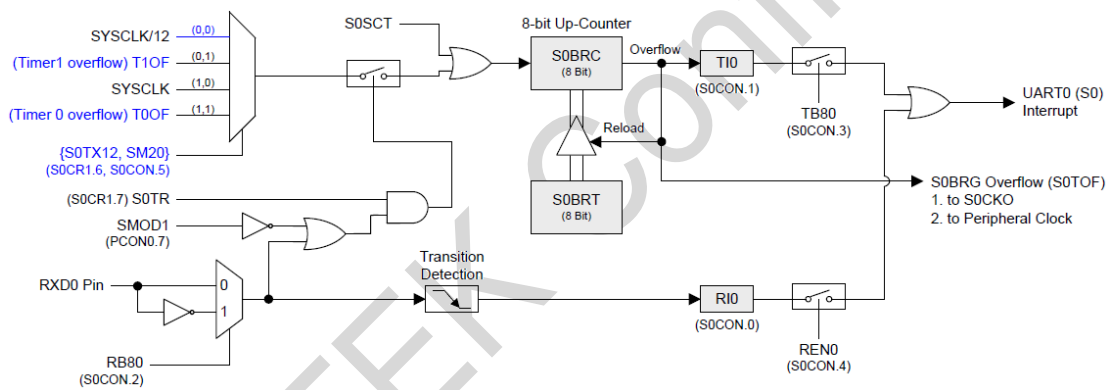 S0SCT
8-bit Up-Counter
SYSCLK/12
(0,0)
(Timer1 overflow) T1OF
(0,1)
SYSCLK
(1,0)
(Timer 0 overflow) T0OF
(1,1)
{S0TX12, SM20}
(S0CR1.6, S0CON.5)
(S0CR1.7) S0TR
SMOD1
(PCON0.7)
RXD0 Pin
0
1
RB80
(S0CON.2)
Transition
Detection
S0BRC
(8 Bit)
Overflow
Reload
S0BRT
(8 Bit)
TI0
(S0CON.1)
TB80
(S0CON.3)
UART0 (S0)
Interrupt
S0BRG Overflow (S0TOF)
1. to S0CKO
2. to Peripheral Clock
RI0
(S0CON.0)
REN0
(S0CON.4)